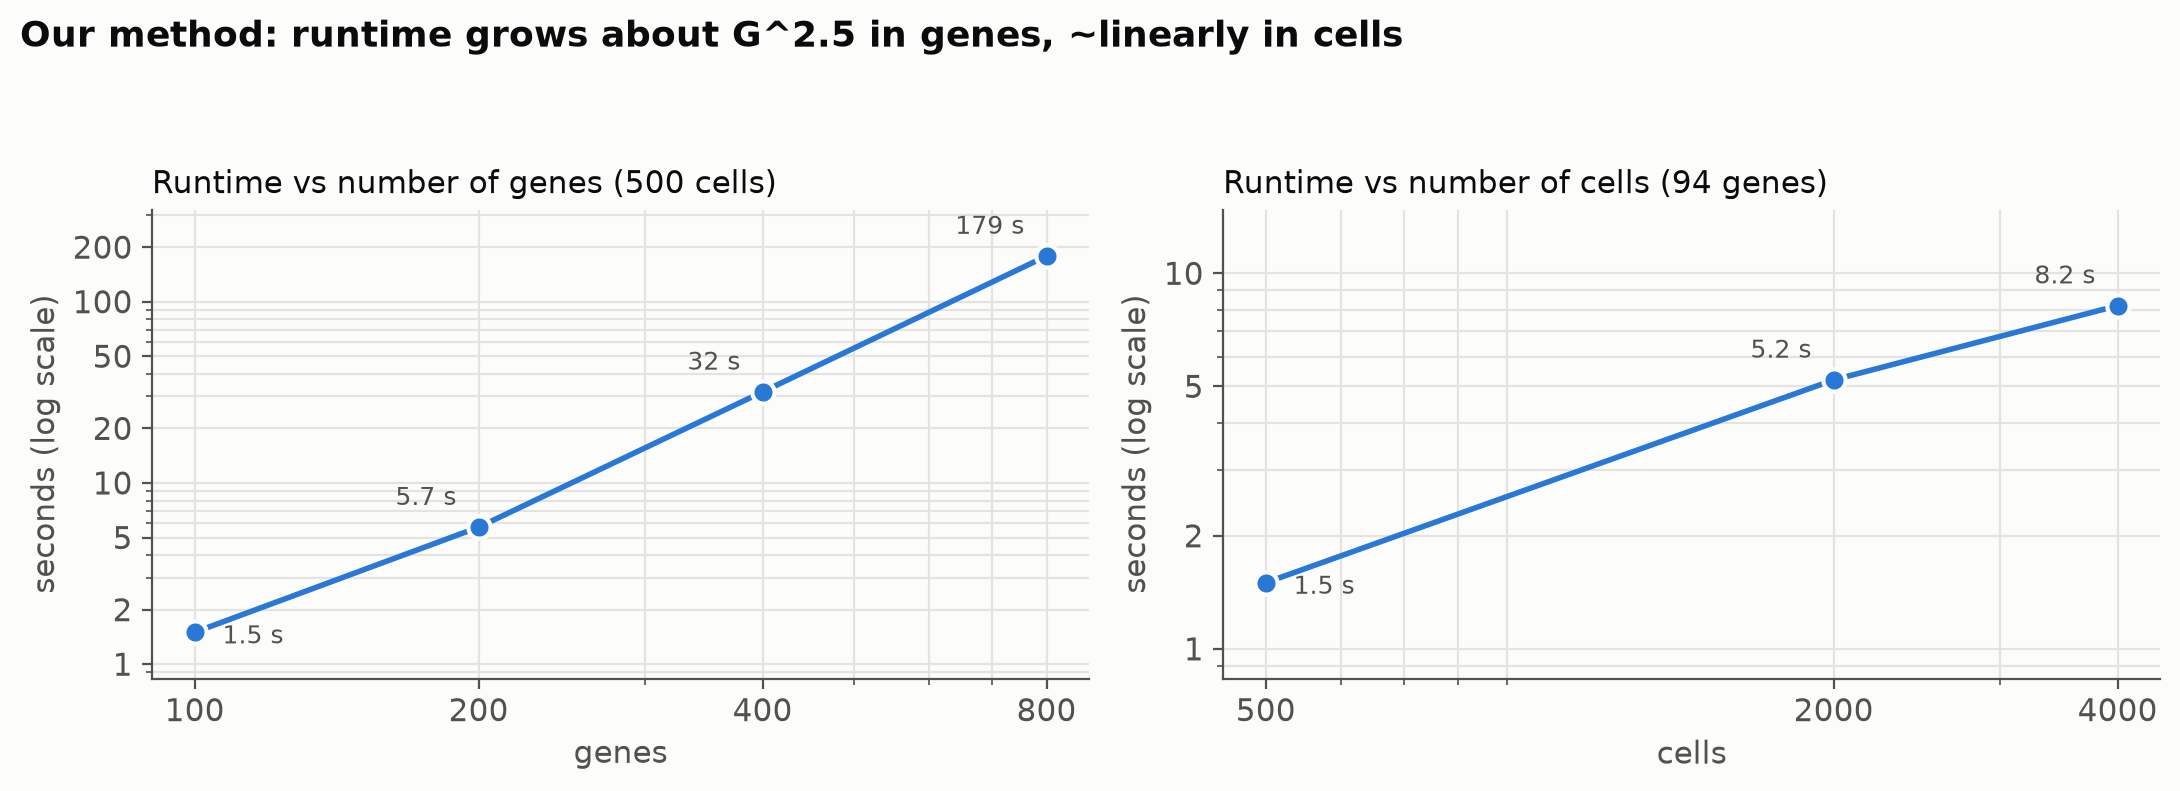 Our method: runtime grows about G^2.5 in genes, ~linearly in cells
Runtime vs number of genes (500 cells)
seconds (log scale)
200
100
50
20
10
5
2
1
179 s
32 s
5.7 s
1.5 s
100
200
400
800
genes
Runtime vs number of cells (94 genes)
seconds (log scale)
10
5
2
1
8.2 s
5.2 s
1.5 s
500
2000
4000
cells